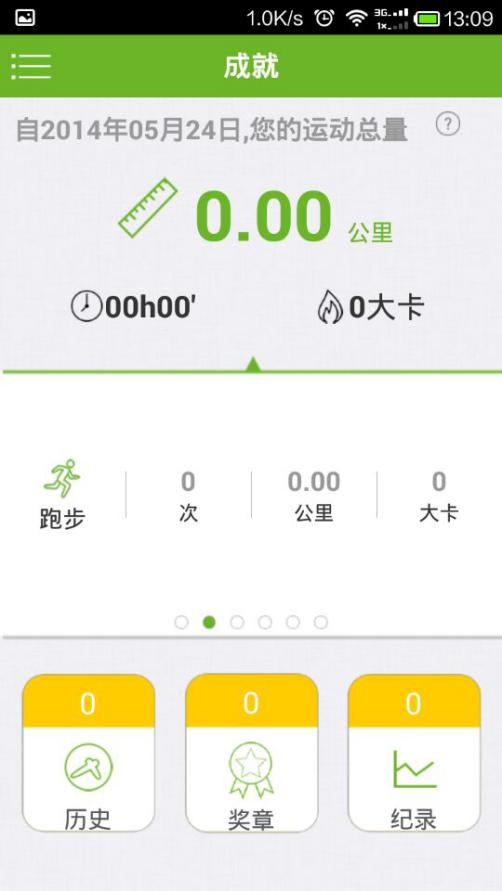 1.0K/s 3G 1x 13:09
成就
自2014年05月24日,您的运动总量 ?
0.00 公里
00h00' 0大卡
0 0.00 0
跑步 次 公里 大卡
0 0 0
历史 奖章 纪录